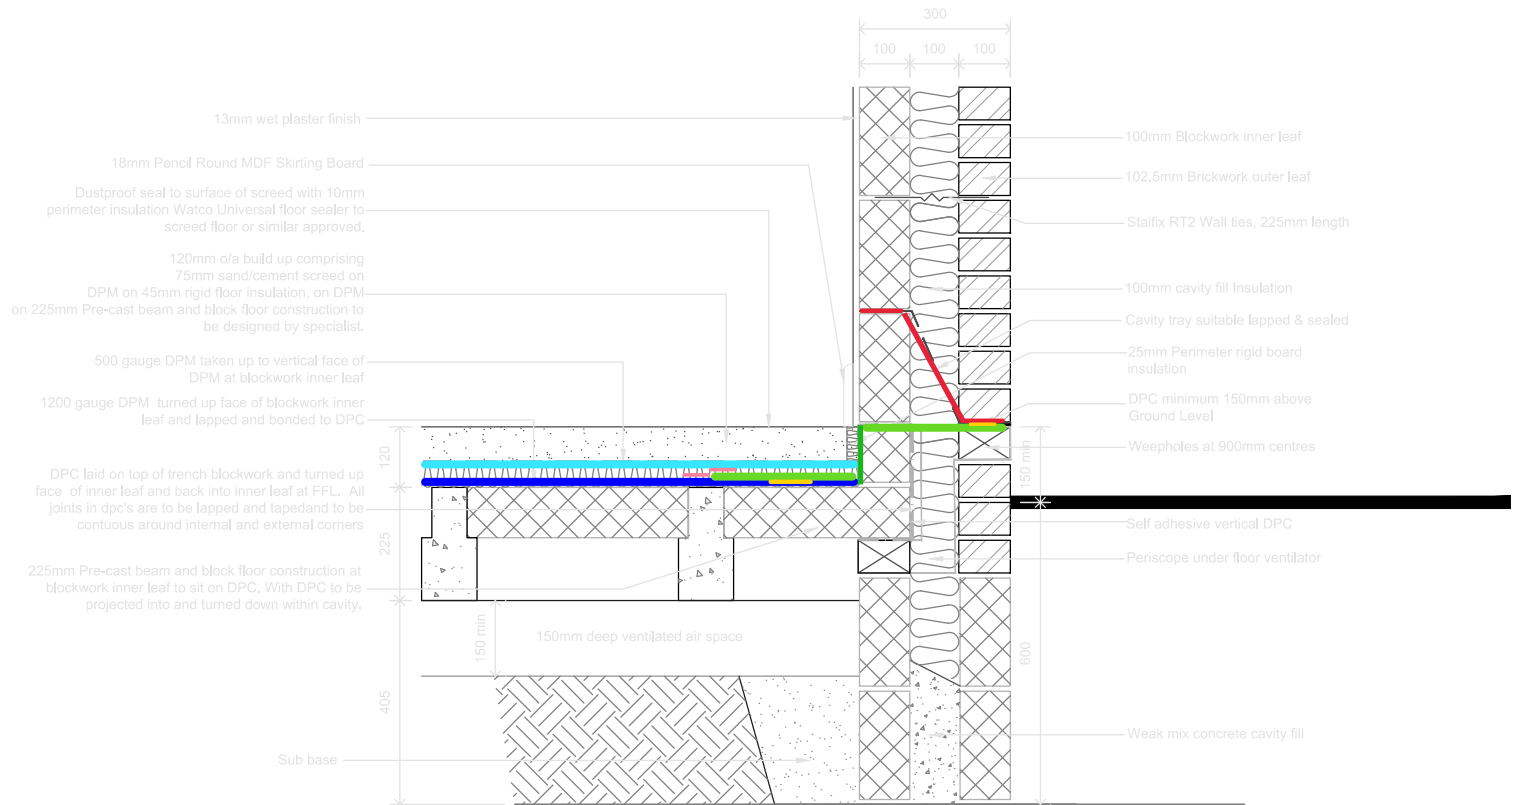 300
100
100
100
13mm wet plaster finish
18mm Pencil Round MDF Skirting Board
Dustproof seal to surface of screed with 10mm
perimeter insulation Watco Universal floor sealer to
screed floor or similar approved.
120mm o/a build up comprising
75mm sand/cement screed on
DPM on 45mm rigid floor insulation, on DPM
on 225mm Pre-cast beam and block floor construction to
be designed by specialist.
500 gauge DPM taken up to vertical face of
DPM at blockwork inner leaf
1200 gauge DPM turned up face of blockwork inner
leaf and lapped and bonded to DPC
DPC laid on top of trench blockwork and turned up
face of inner leaf and back into inner leaf at FFL. All
joints in dpc's are to be lapped and tapedard to be
contuous around internal and external corners
225mm Pre-cast beam and block floor construction at
blockwork inner leaf to sit on DPC. With DPC to be
projected into and turned down within cavity.
120
225
405
150 min
150mm deep ventilated air space
Sub base
100mm Blockwork inner leaf
102.5mm Brickwork outer leaf
Staifix RT2 Wall ties, 225mm length
100mm cavity fill Insulation
Cavity tray suitable lapped & sealed
25mm Perimeter rigid board
insulation
DPC minimum 150mm above
Ground Level
Weepholes at 900mm centres
150 min
Self adhesive vertical DPC
Periscope under floor ventilator
600
Weak mix concrete cavity fill